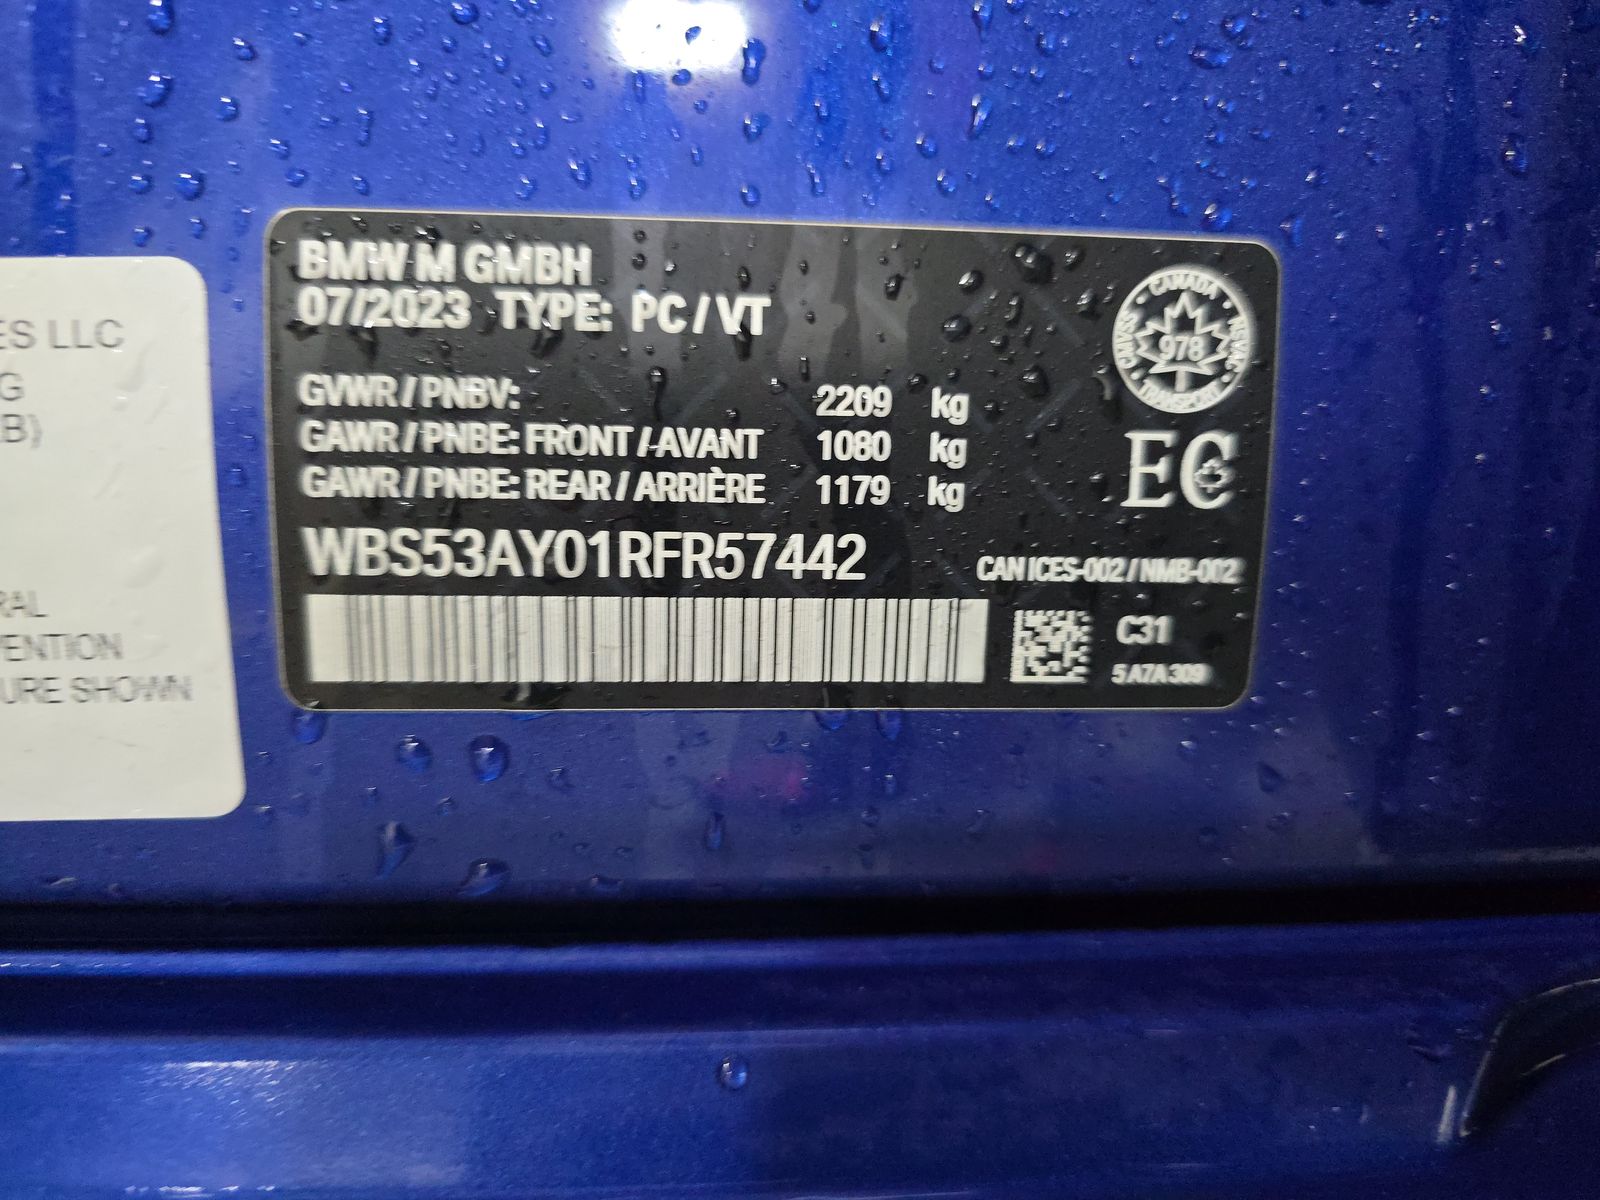 ES LLC
G
B)
RAL
VENTION
URE SHOWN
BMW M GMBH
07/2023 TYPE: PC / VT
GVWR / PNBV: 2209 kg
GAWR / PNBE: FRONT / AVANT 1080 kg
GAWR / PNBE: REAR / ARRIÈRE 1179 kg
WBS53AY01RFR57442
CANADA
978
TRANSPORT
EC
CAN ICES-002 / NMB-002
C31
5A7A309